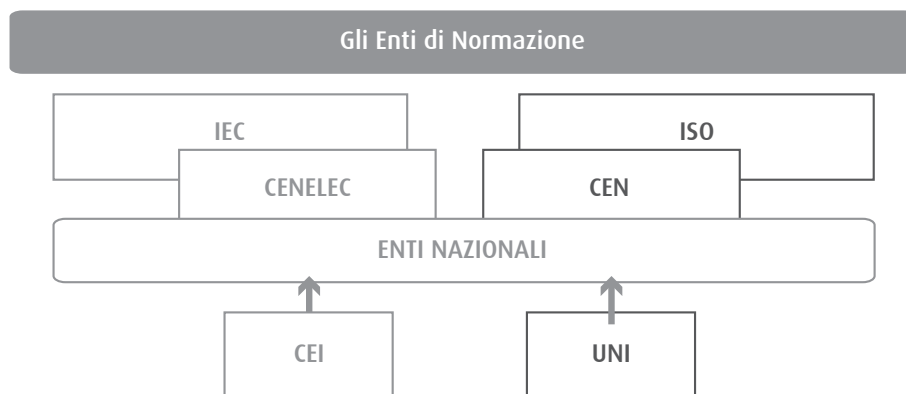 Gli Enti di Normazione
IEC
ISO
CENELEC
CEN
ENTI NAZIONALI
CEI
UNI